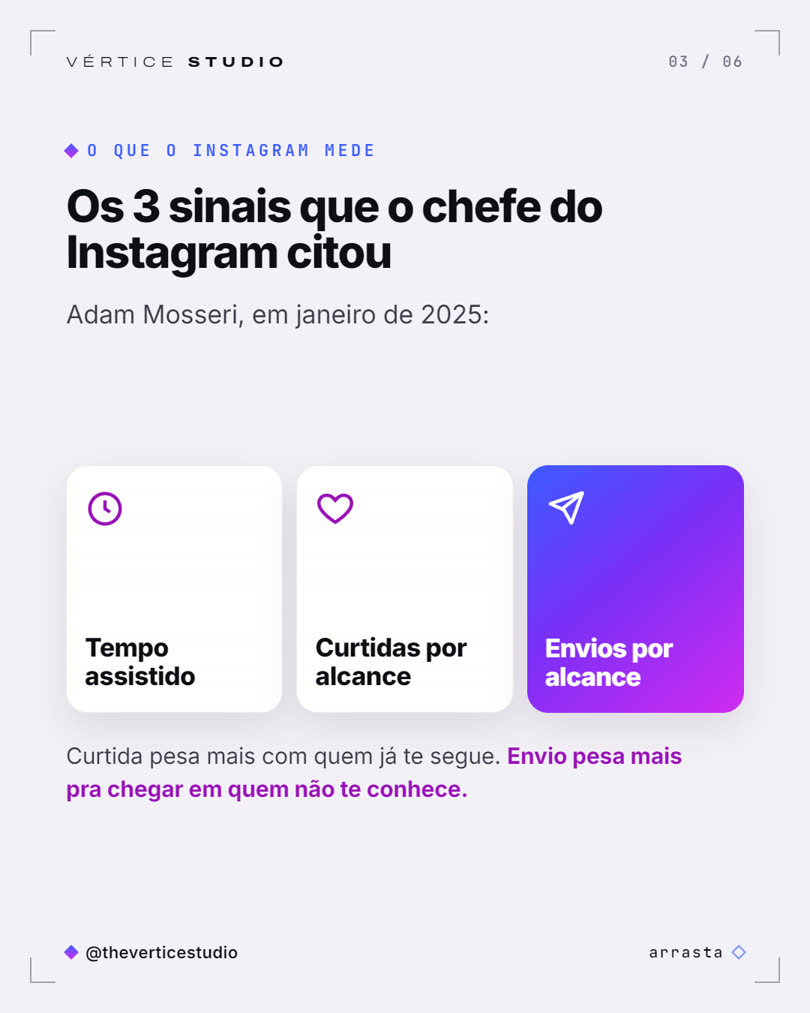 VÉRTICE STUDIO
03 / 06
O QUE O INSTAGRAM MEDE
Os 3 sinais que o chefe do
Instagram citou
Adam Mosseri, em janeiro de 2025:
Tempo
assistido
Curtidas por
alcance
Envios por
alcance
Curtida pesa mais com quem já te segue. Envio pesa mais
pra chegar em quem não te conhece.
@theverticestudio
arrasta